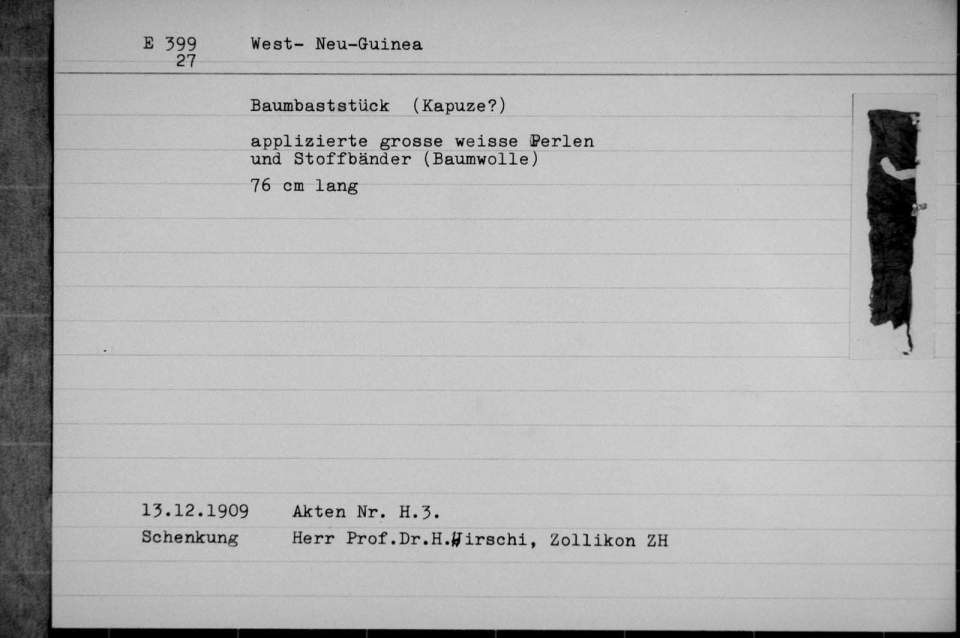 E 399 West- Neu-Guinea
27
Baumbaststück (Kapuze?)
applizierte grosse weisse Perlen
und Stoffbänder (Baumwolle)
76 cm lang
13.12.1909 Akten Nr. H.3.
Schenkung Herr Prof.Dr.H.Hirschi, Zollikon ZH